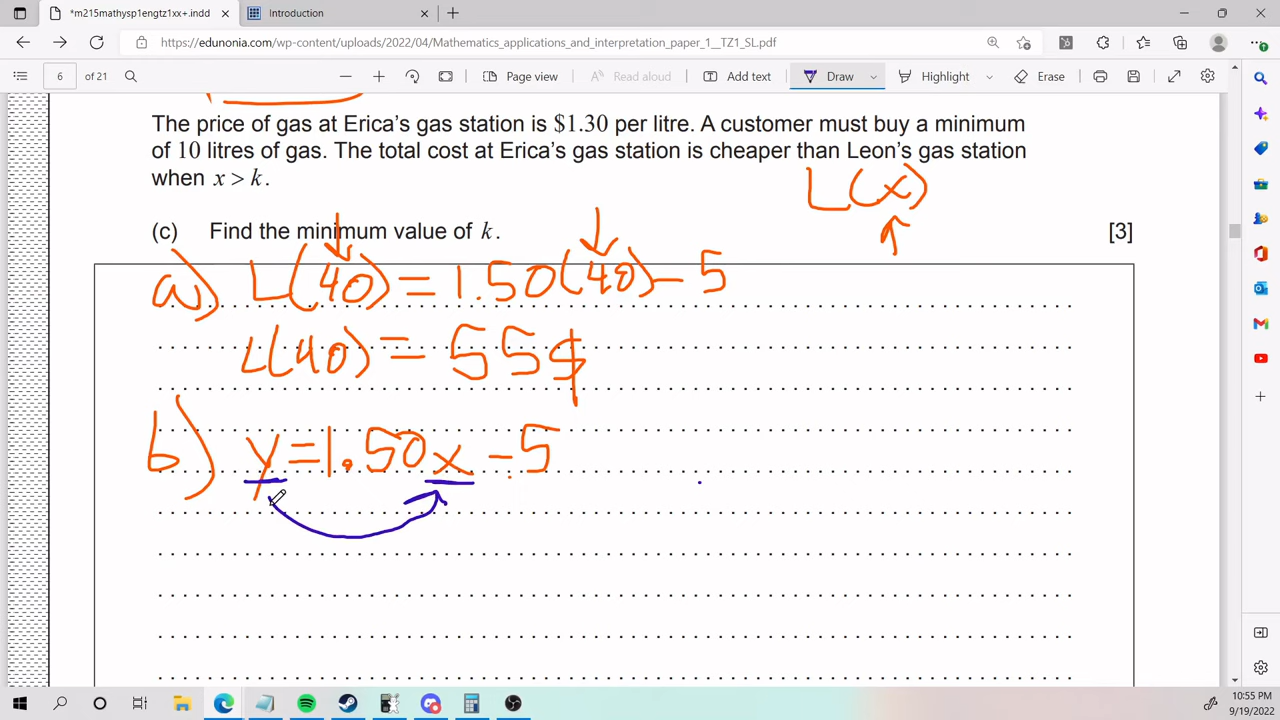 *m215mathysp1engtz1xx+.indd
Introduction
https://edunonia.com/wp-content/uploads/2022/04/Mathematics_applications_and_interpretation_paper_1__TZ1_SL.pdf
6 of 21
Page view
Read aloud
Add text
Draw
Highlight
Erase
The price of gas at Erica's gas station is $1.30 per litre. A customer must buy a minimum
of 10 litres of gas. The total cost at Erica's gas station is cheaper than Leon's gas station
when x > k.
L(x)
(c) Find the minimum value of k.
[3]
a) L(40) = 1.50(40) - 5
L(40) = 55$
b) y = 1.50x - 5
10:55 PM
9/19/2022